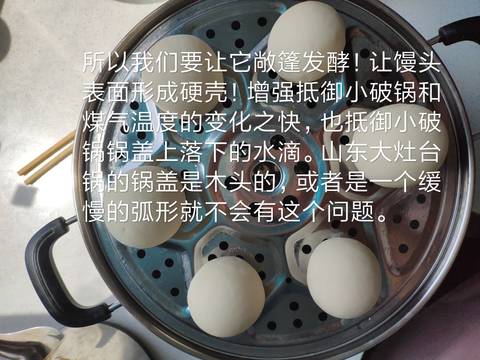 所以我们要让它敞篷发酵！让馒头
表面形成硬壳！增强抵御小破锅和
煤气温度的变化之快，也抵御小破
锅锅盖上落下的水滴。山东大灶台
锅的锅盖是木头的，或者是一个缓
慢的弧形就不会有这个问题。